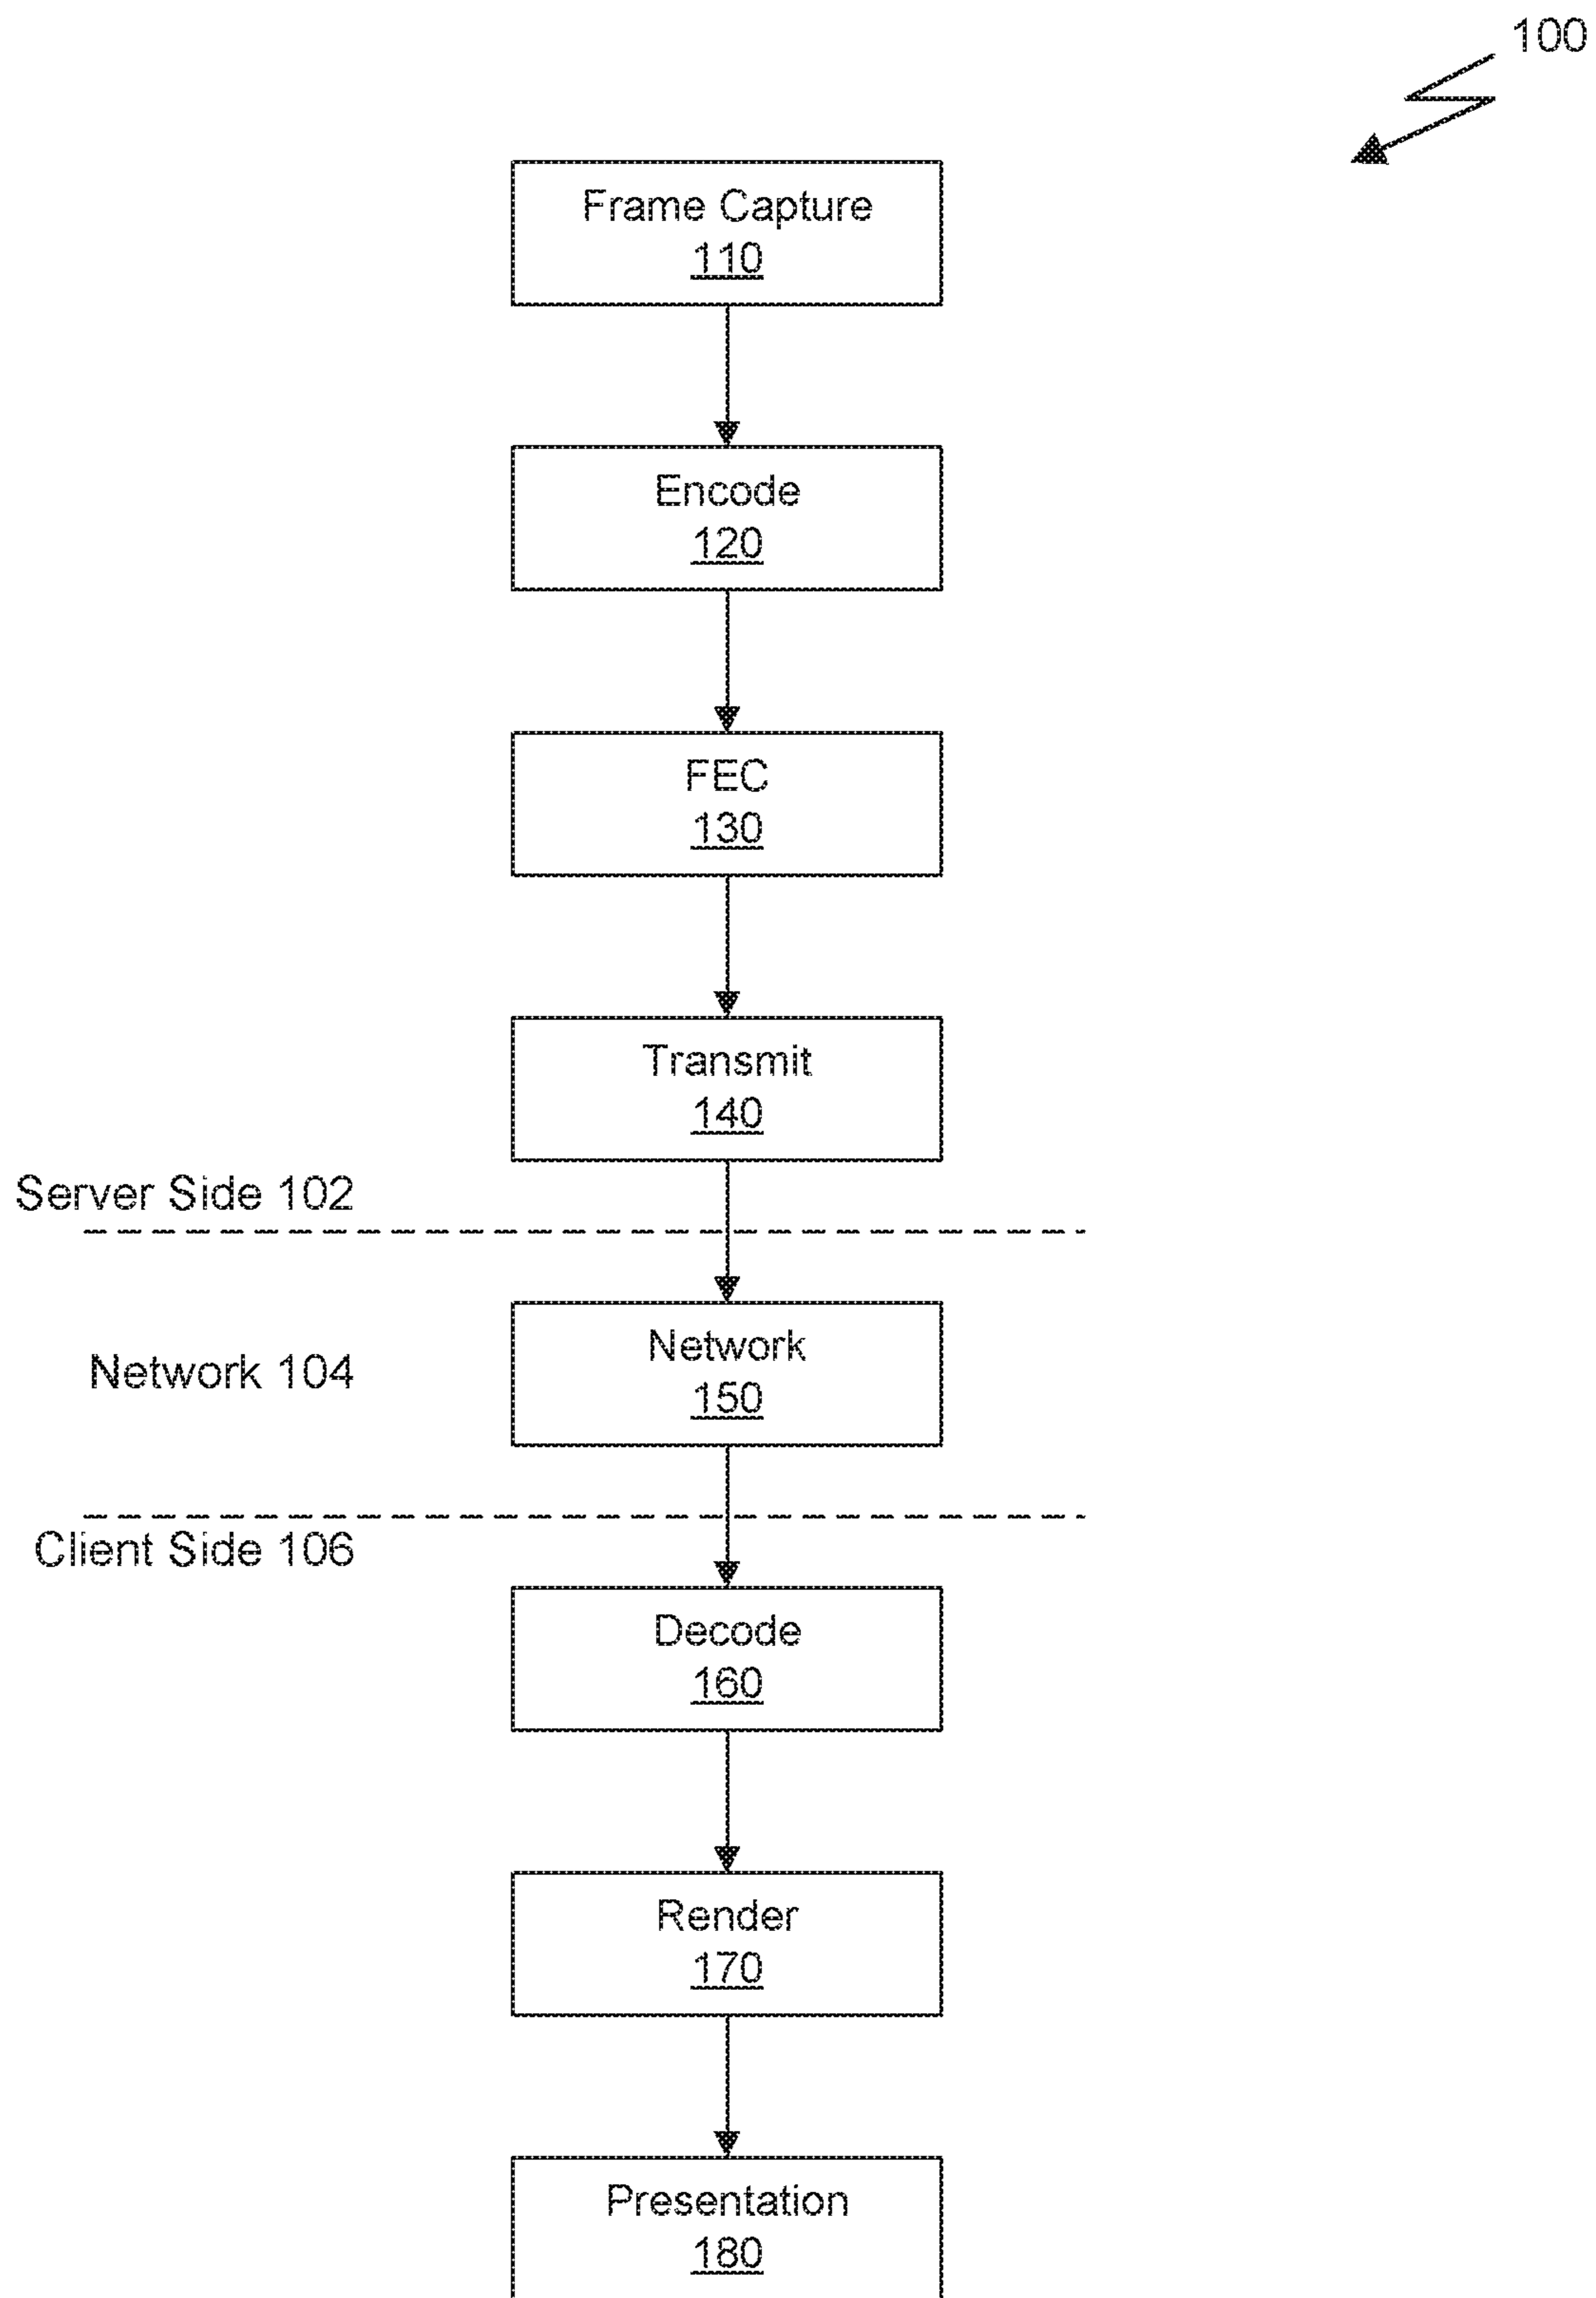 100
Frame Capture
110
Encode
120
FEC
130
Transmit
140
Server Side 102
Network 104
Network
150
Client Side 106
Decode
160
Render
170
Presentation
180